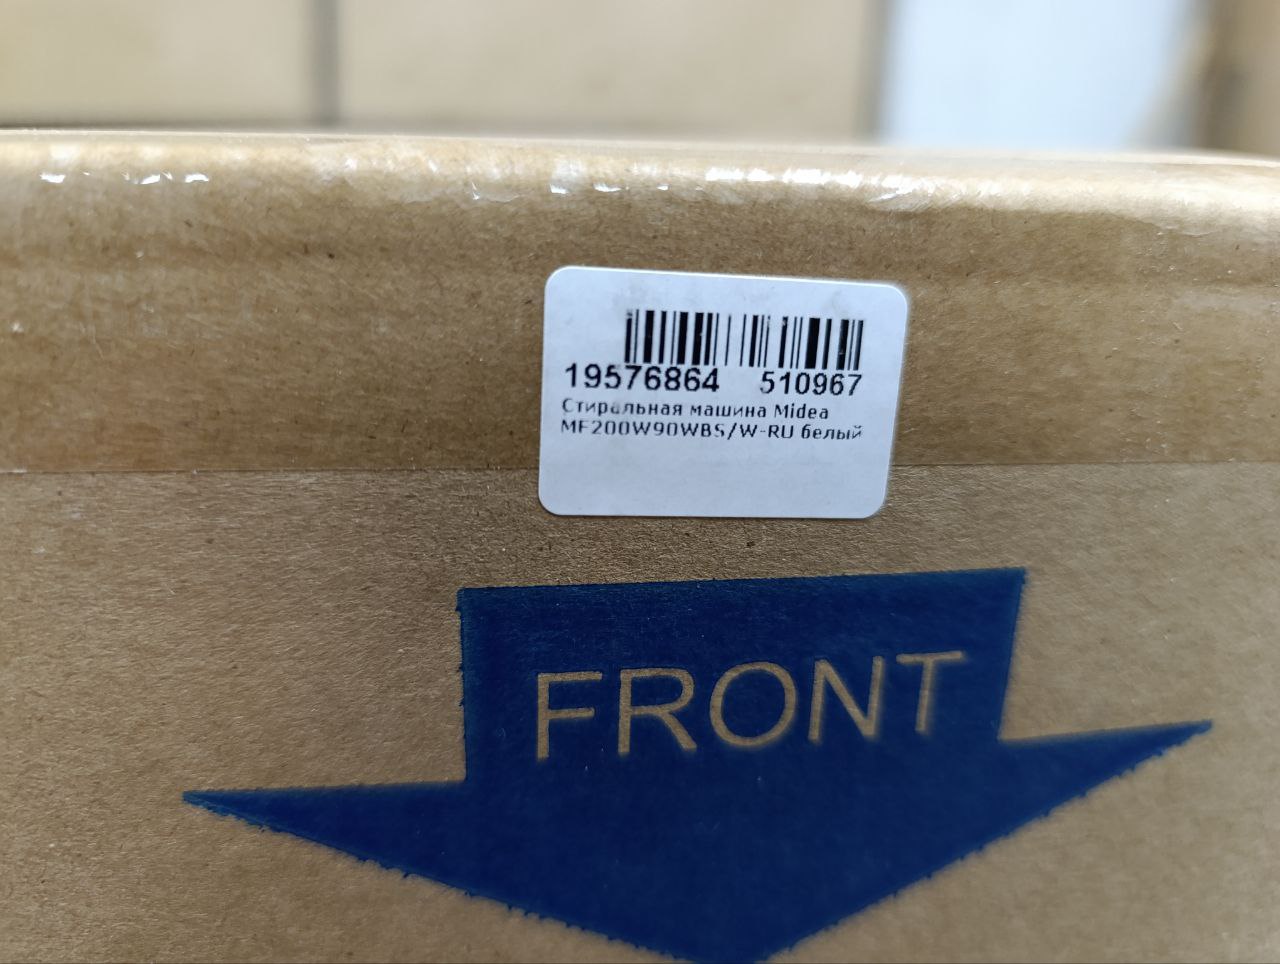 19576864 510967
Стиральная машина Midea
MF200W90WBS/W-RU белый
FRONT